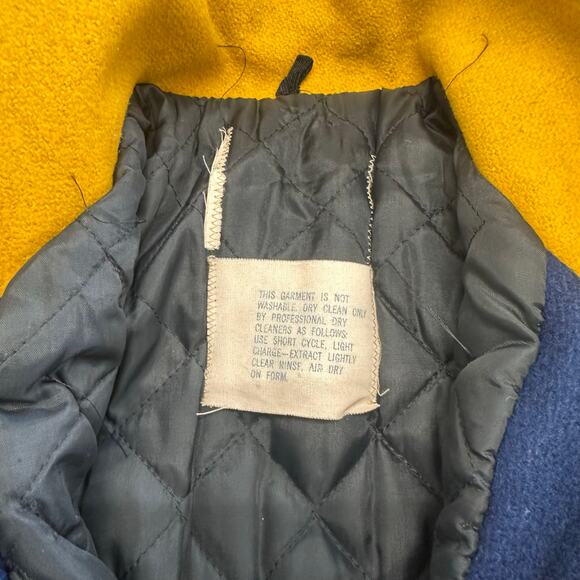 THIS GARMENT IS NOT
WASHABLE. DRY CLEAN ONLY
BY PROFESSIONAL DRY
CLEANERS AS FOLLOWS:
USE SHORT CYCLE, LIGHT
CHARGE—EXTRACT LIGHTLY
CLEAR RINSE, AIR DRY
ON FORM.